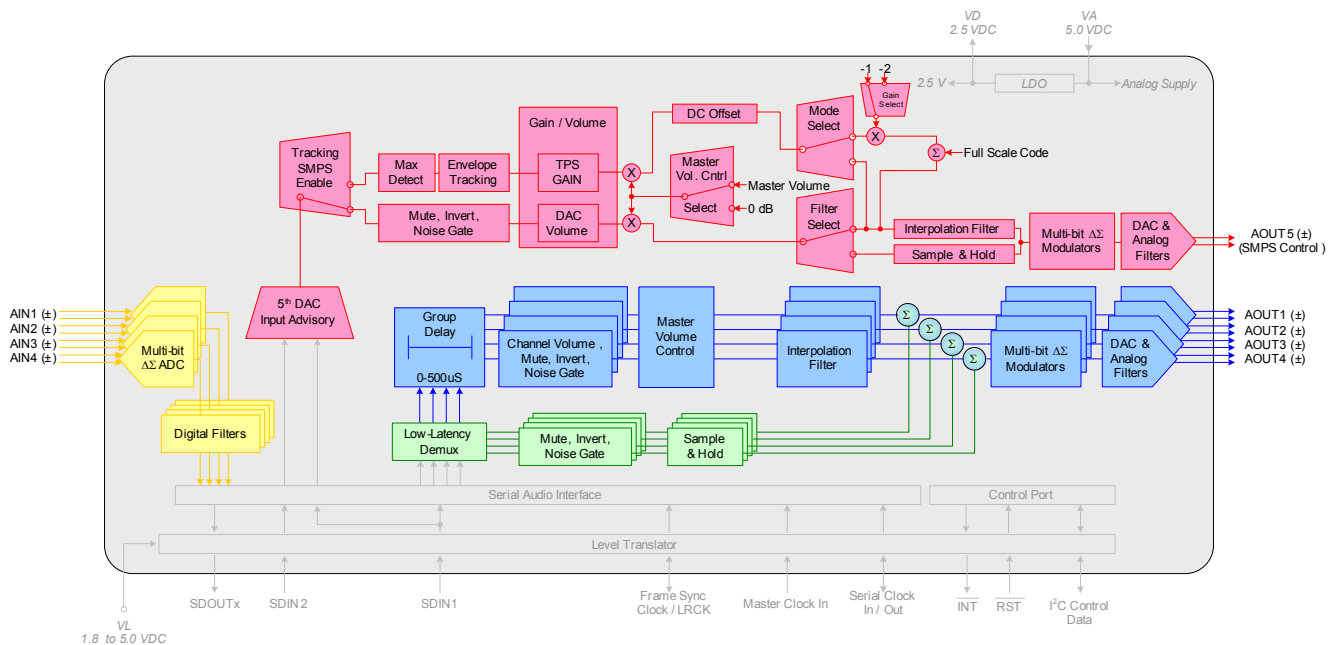 VD
2.5 VDC
VA
5.0 VDC
2.5 V
LDO
Analog Supply
-1
-2
Gain
Select
Mode
Select
DC Offset
Gain / Volume
Tracking
SMPS
Enable
Max
Detect
Envelope
Tracking
TPS
GAIN
X
X
X
Σ
Full Scale Code
Master
Vol. Cntrl
Select
Master Volume
0 dB
Mute, Invert,
Noise Gate
DAC
Volume
Filter
Select
Interpolation Filter
Sample & Hold
Multi-bit ΔΣ
Modulators
DAC &
Analog
Filters
AOUT5 (±)
(SMPS Control )
5th DAC
Input Advisory
AIN1 (±)
AIN2 (±)
AIN3 (±)
AIN4 (±)
Multi-bit
ΔΣ ADC
Digital Filters
Group
Delay
0-500uS
Channel Volume ,
Mute, Invert,
Noise Gate
Master
Volume
Control
Interpolation
Filter
Σ
Σ
Σ
Σ
Multi-bit ΔΣ
Modulators
DAC &
Analog
Filters
AOUT1 (±)
AOUT2 (±)
AOUT3 (±)
AOUT4 (±)
Low-Latency
Demux
Mute, Invert,
Noise Gate
Sample
& Hold
Serial Audio Interface
Control Port
Level Translator
VL
1.8 to 5.0 VDC
SDOUTx
SDIN2
SDIN1
Frame Sync
Clock / LRCK
Master Clock In
Serial Clock
In / Out
INT
RST
I²C Control
Data